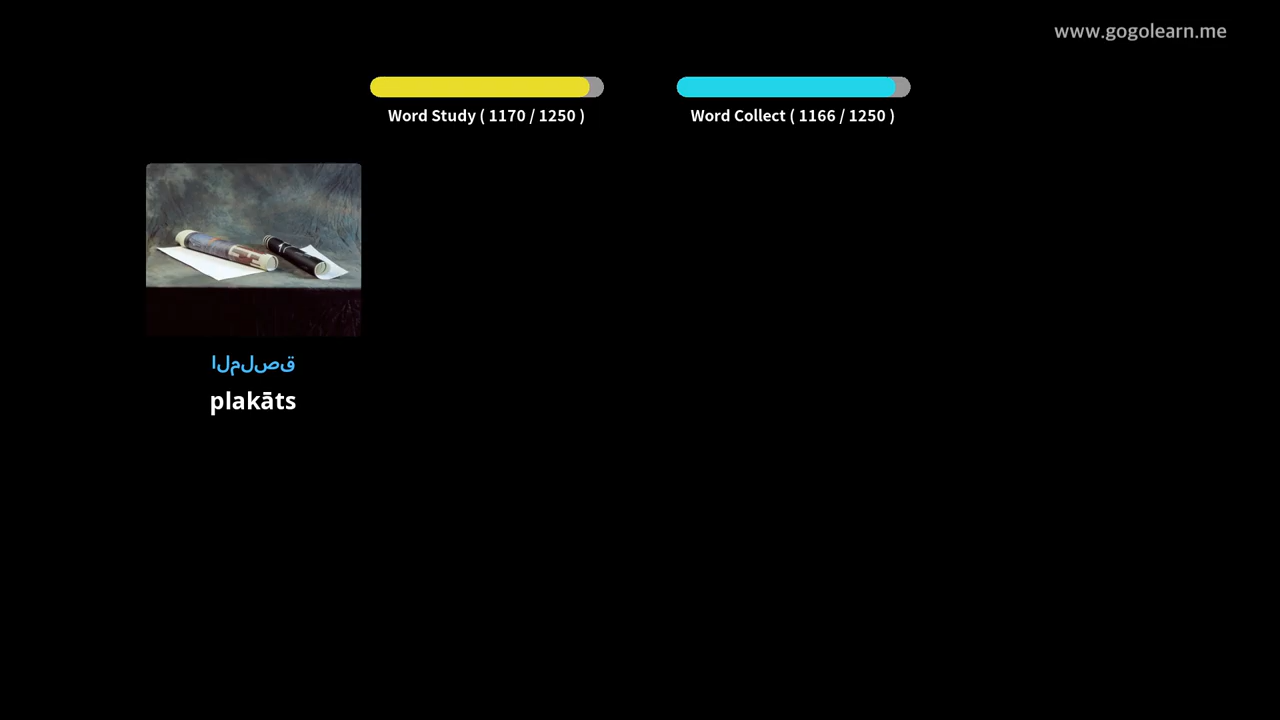 www.gogolearn.me
Word Study ( 1170 / 1250 )
Word Collect ( 1166 / 1250 )
الملصق
plakāts